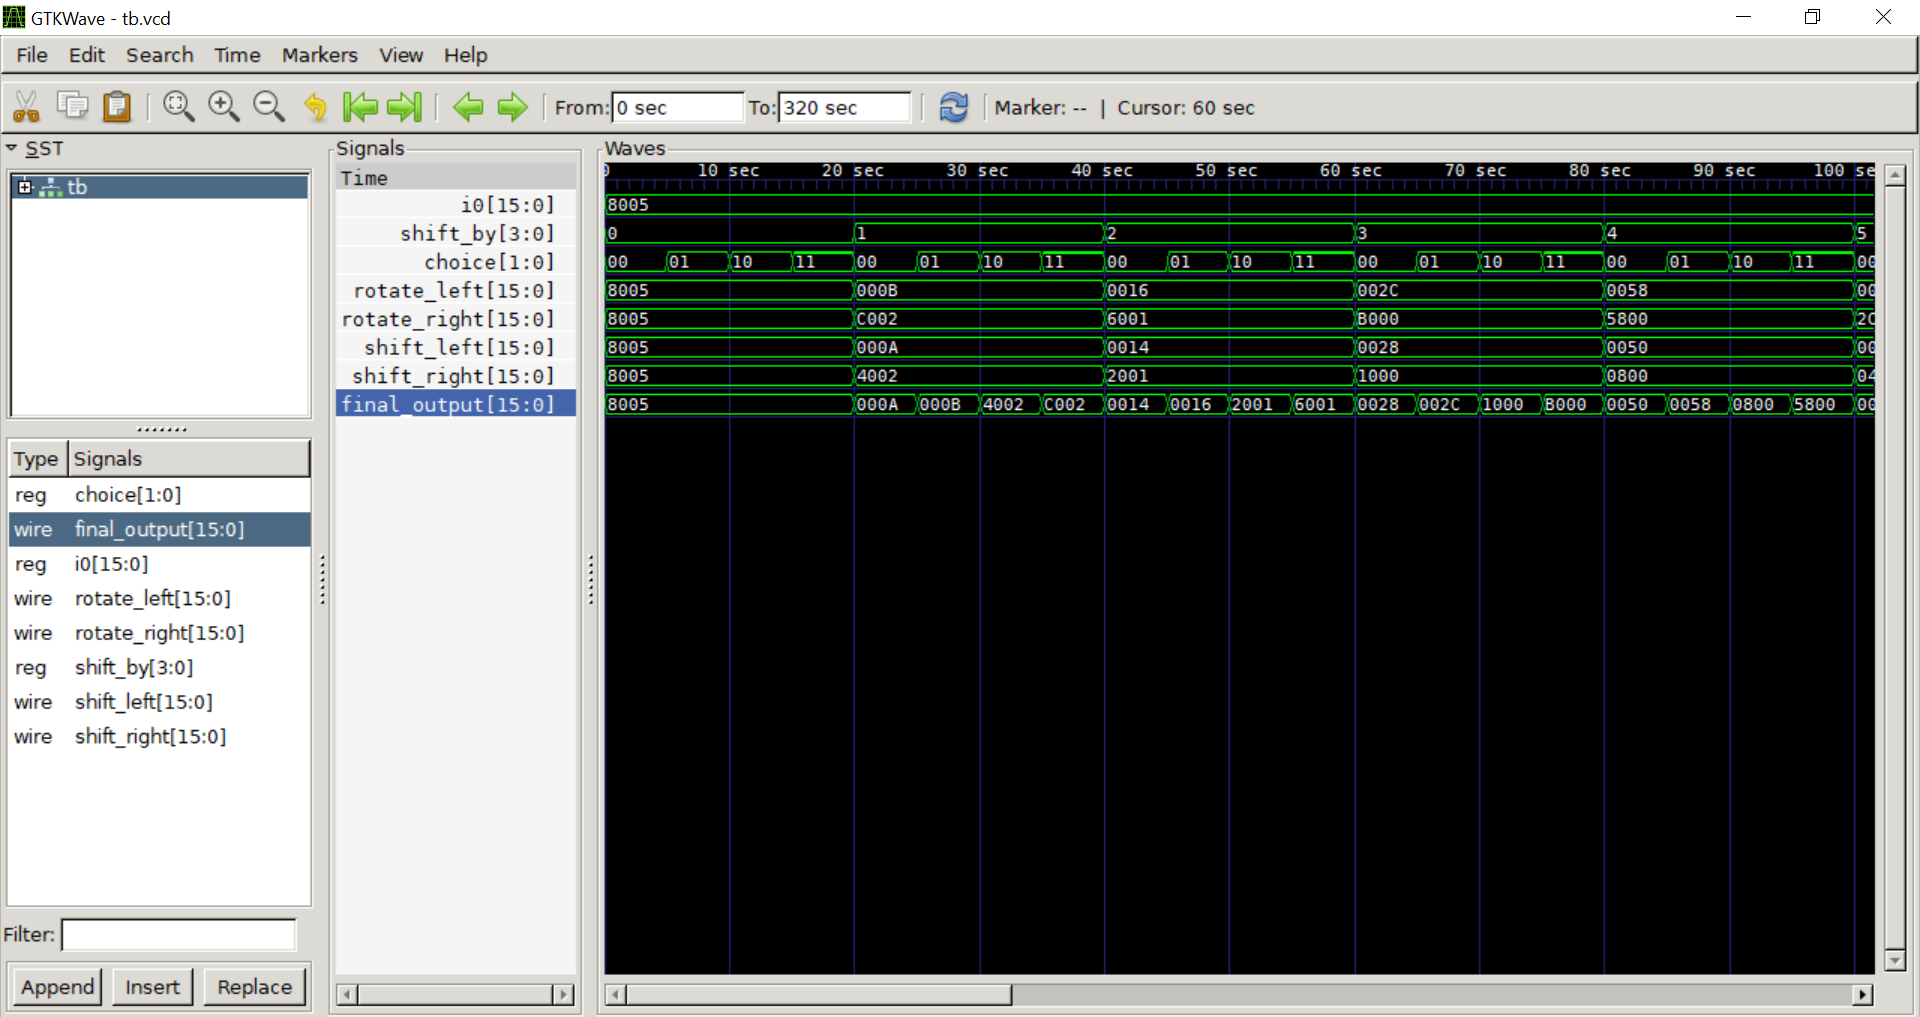 GTKWave - tb.vcd
File Edit Search Time Markers View Help
From: 0 sec To: 320 sec Marker: -- | Cursor: 60 sec
SST
tb
Type Signals
reg choice[1:0]
wire final_output[15:0]
reg i0[15:0]
wire rotate_left[15:0]
wire rotate_right[15:0]
reg shift_by[3:0]
wire shift_left[15:0]
wire shift_right[15:0]
Filter:
Append Insert Replace
Signals
Time
i0[15:0]
shift_by[3:0]
choice[1:0]
rotate_left[15:0]
rotate_right[15:0]
shift_left[15:0]
shift_right[15:0]
final_output[15:0]
Waves
10 sec 20 sec 30 sec 40 sec 50 sec 60 sec 70 sec 80 sec 90 sec 100 se
8005
0 1 2 3 4 5
00 01 10 11 00 01 10 11 00 01 10 11 00 01 10 11 00 01 10 11 00
8005 000B 0016 002C 0058 00
8005 C002 6001 B000 5800 2C
8005 000A 0014 0028 0050 00
8005 4002 2001 1000 0800 04
8005 000A 000B 4002 C002 0014 0016 2001 6001 0028 002C 1000 B000 0050 0058 0800 5800 00